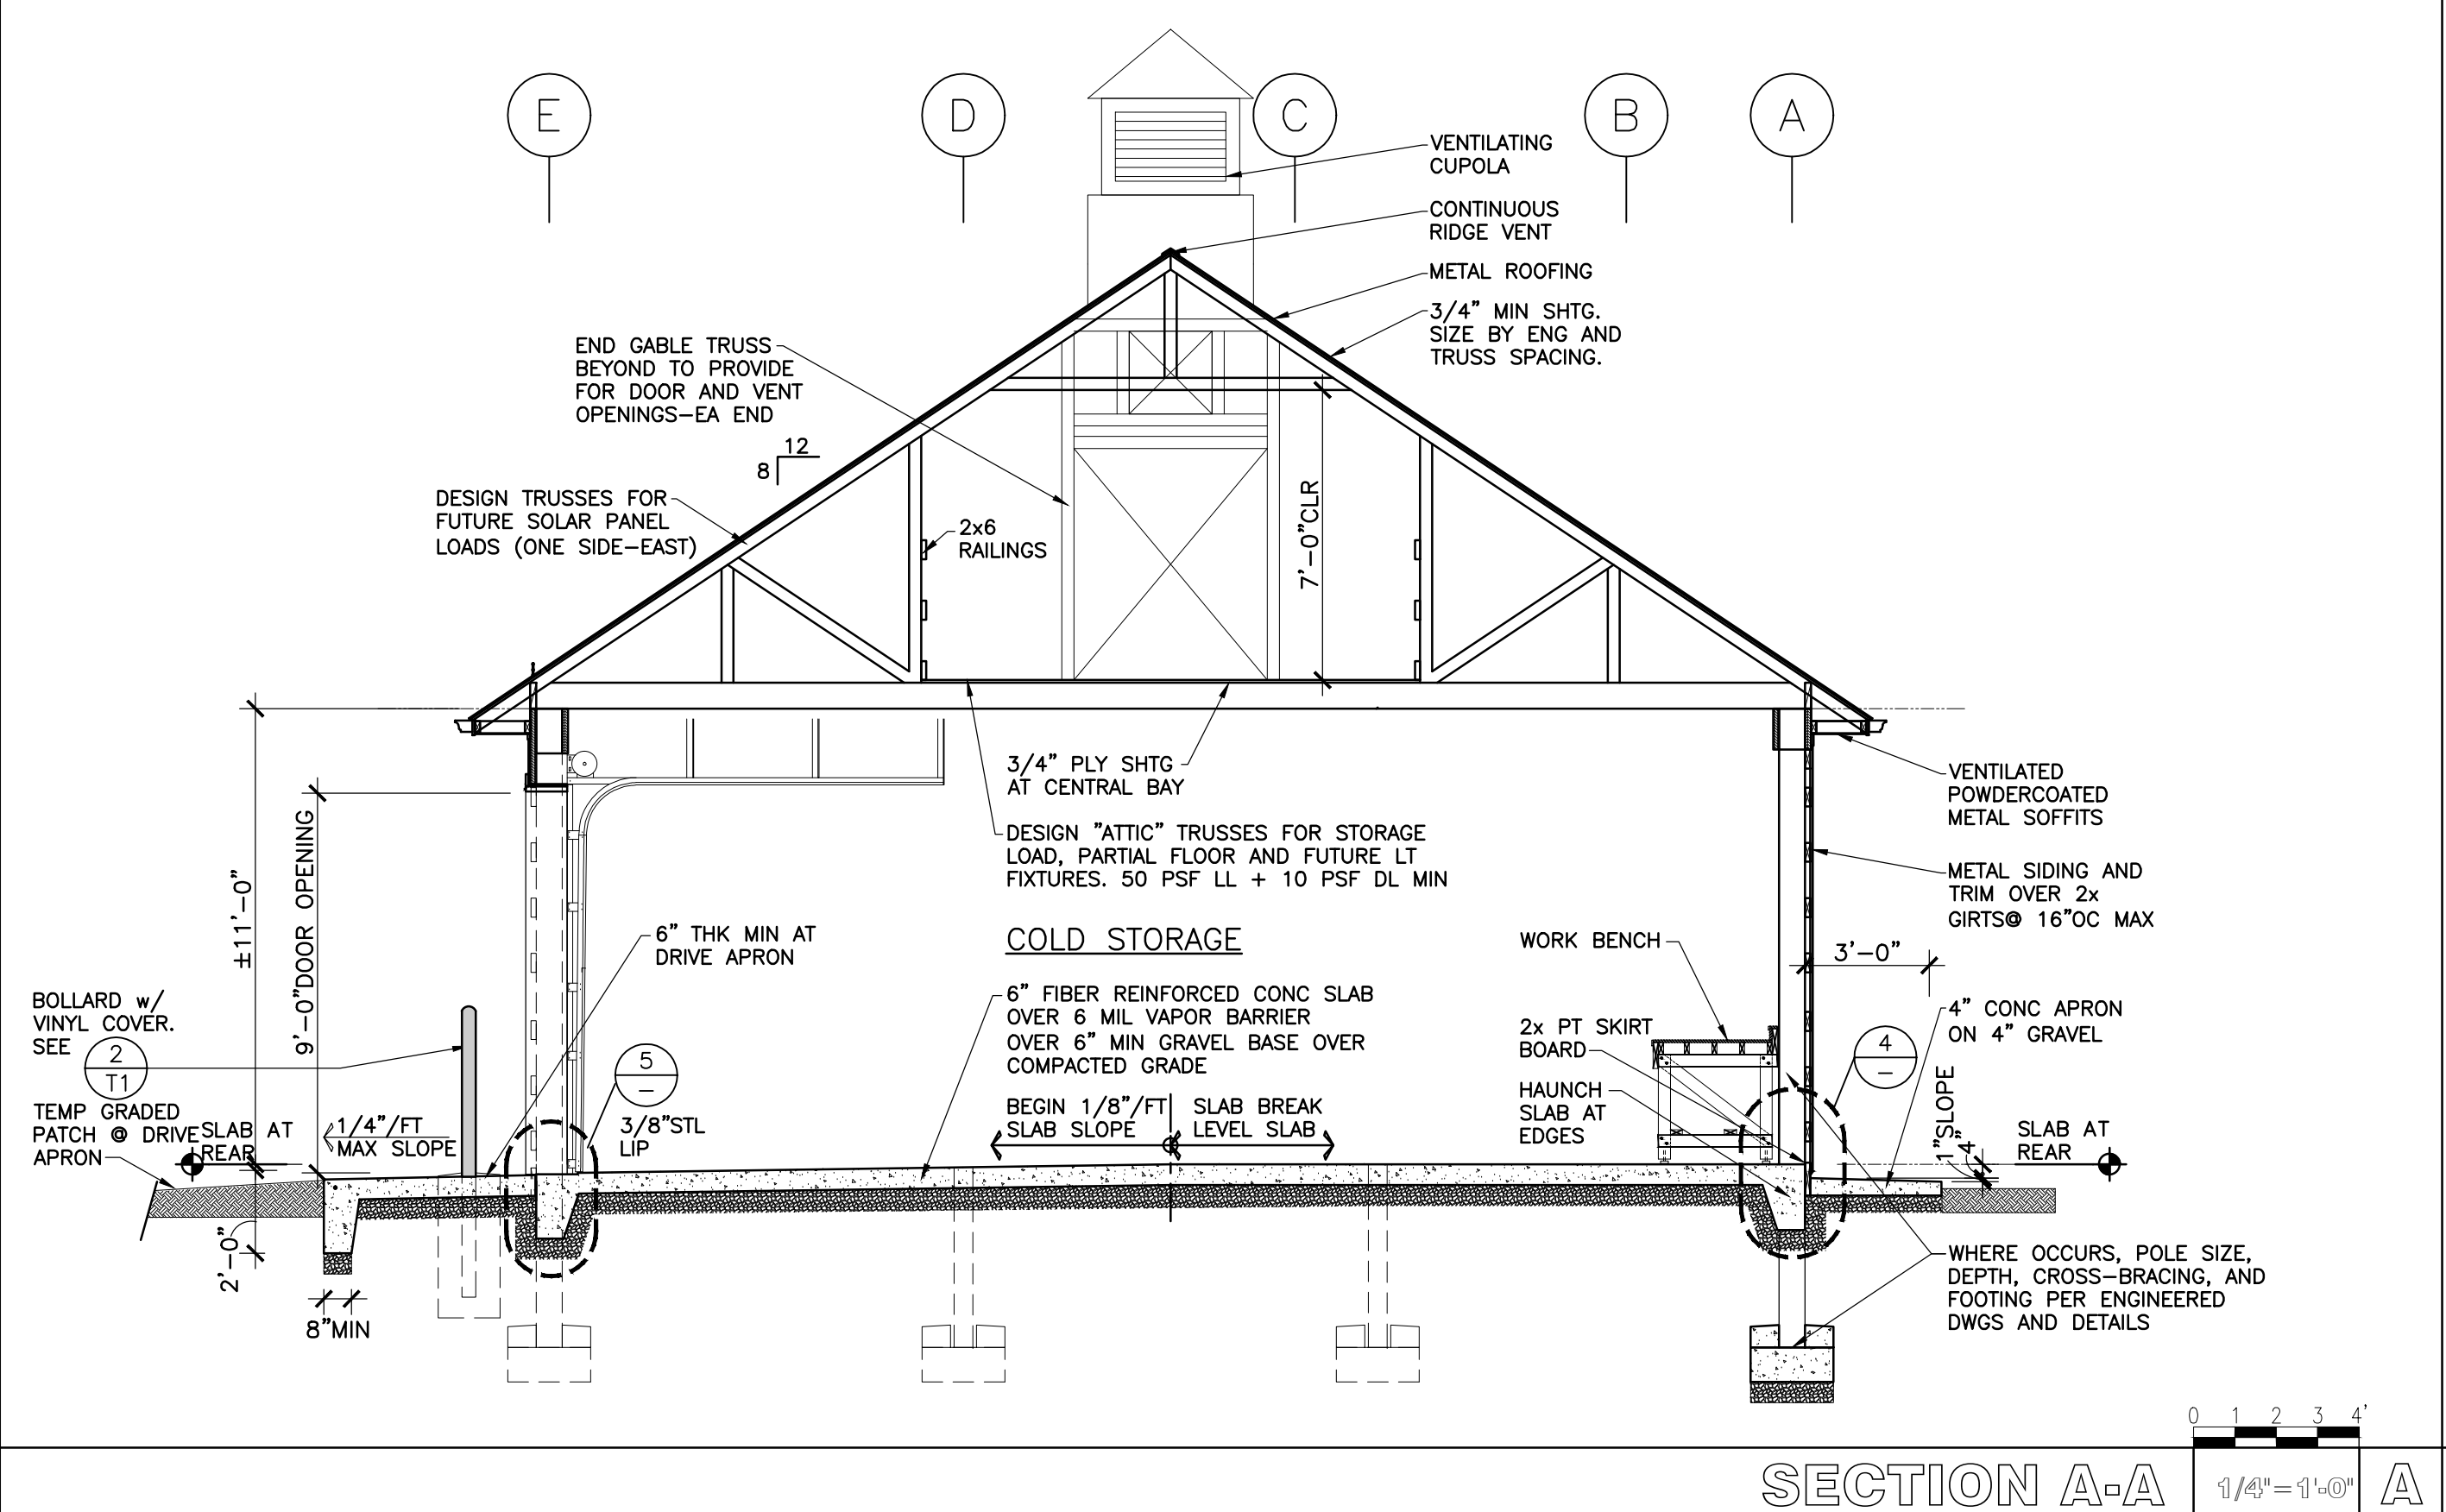 E
D
C
B
A
VENTILATING
CUPOLA
CONTINUOUS
RIDGE VENT
METAL ROOFING
3/4" MIN SHTG.
SIZE BY ENG AND
TRUSS SPACING.
END GABLE TRUSS
BEYOND TO PROVIDE
FOR DOOR AND VENT
OPENINGS-EA END
12
8
DESIGN TRUSSES FOR
FUTURE SOLAR PANEL
LOADS (ONE SIDE-EAST)
2x6
RAILINGS
7'-0"CLR
3/4" PLY SHTG
AT CENTRAL BAY
DESIGN "ATTIC" TRUSSES FOR STORAGE
LOAD, PARTIAL FLOOR AND FUTURE LT
FIXTURES. 50 PSF LL + 10 PSF DL MIN
VENTILATED
POWDERCOATED
METAL SOFFITS
METAL SIDING AND
TRIM OVER 2x
GIRTS@ 16"OC MAX
±11'-0"
9'-0"DOOR OPENING
6" THK MIN AT
DRIVE APRON
COLD STORAGE
WORK BENCH
3'-0"
BOLLARD w/
VINYL COVER.
SEE
2
T1
6" FIBER REINFORCED CONC SLAB
OVER 6 MIL VAPOR BARRIER
OVER 6" MIN GRAVEL BASE OVER
COMPACTED GRADE
2x PT SKIRT
BOARD
4" CONC APRON
ON 4" GRAVEL
5
–
4
–
TEMP GRADED
PATCH @ DRIVE
APRON
SLAB AT
REAR
1/4"/FT
MAX SLOPE
3/8"STL
LIP
BEGIN 1/8"/FT
SLAB SLOPE
SLAB BREAK
LEVEL SLAB
HAUNCH
SLAB AT
EDGES
1"SLOPE
4"
SLAB AT
REAR
2'-0"
8"MIN
WHERE OCCURS, POLE SIZE,
DEPTH, CROSS-BRACING, AND
FOOTING PER ENGINEERED
DWGS AND DETAILS
0 1 2 3 4'
SECTION A-A
1/4"=1'-0"
A